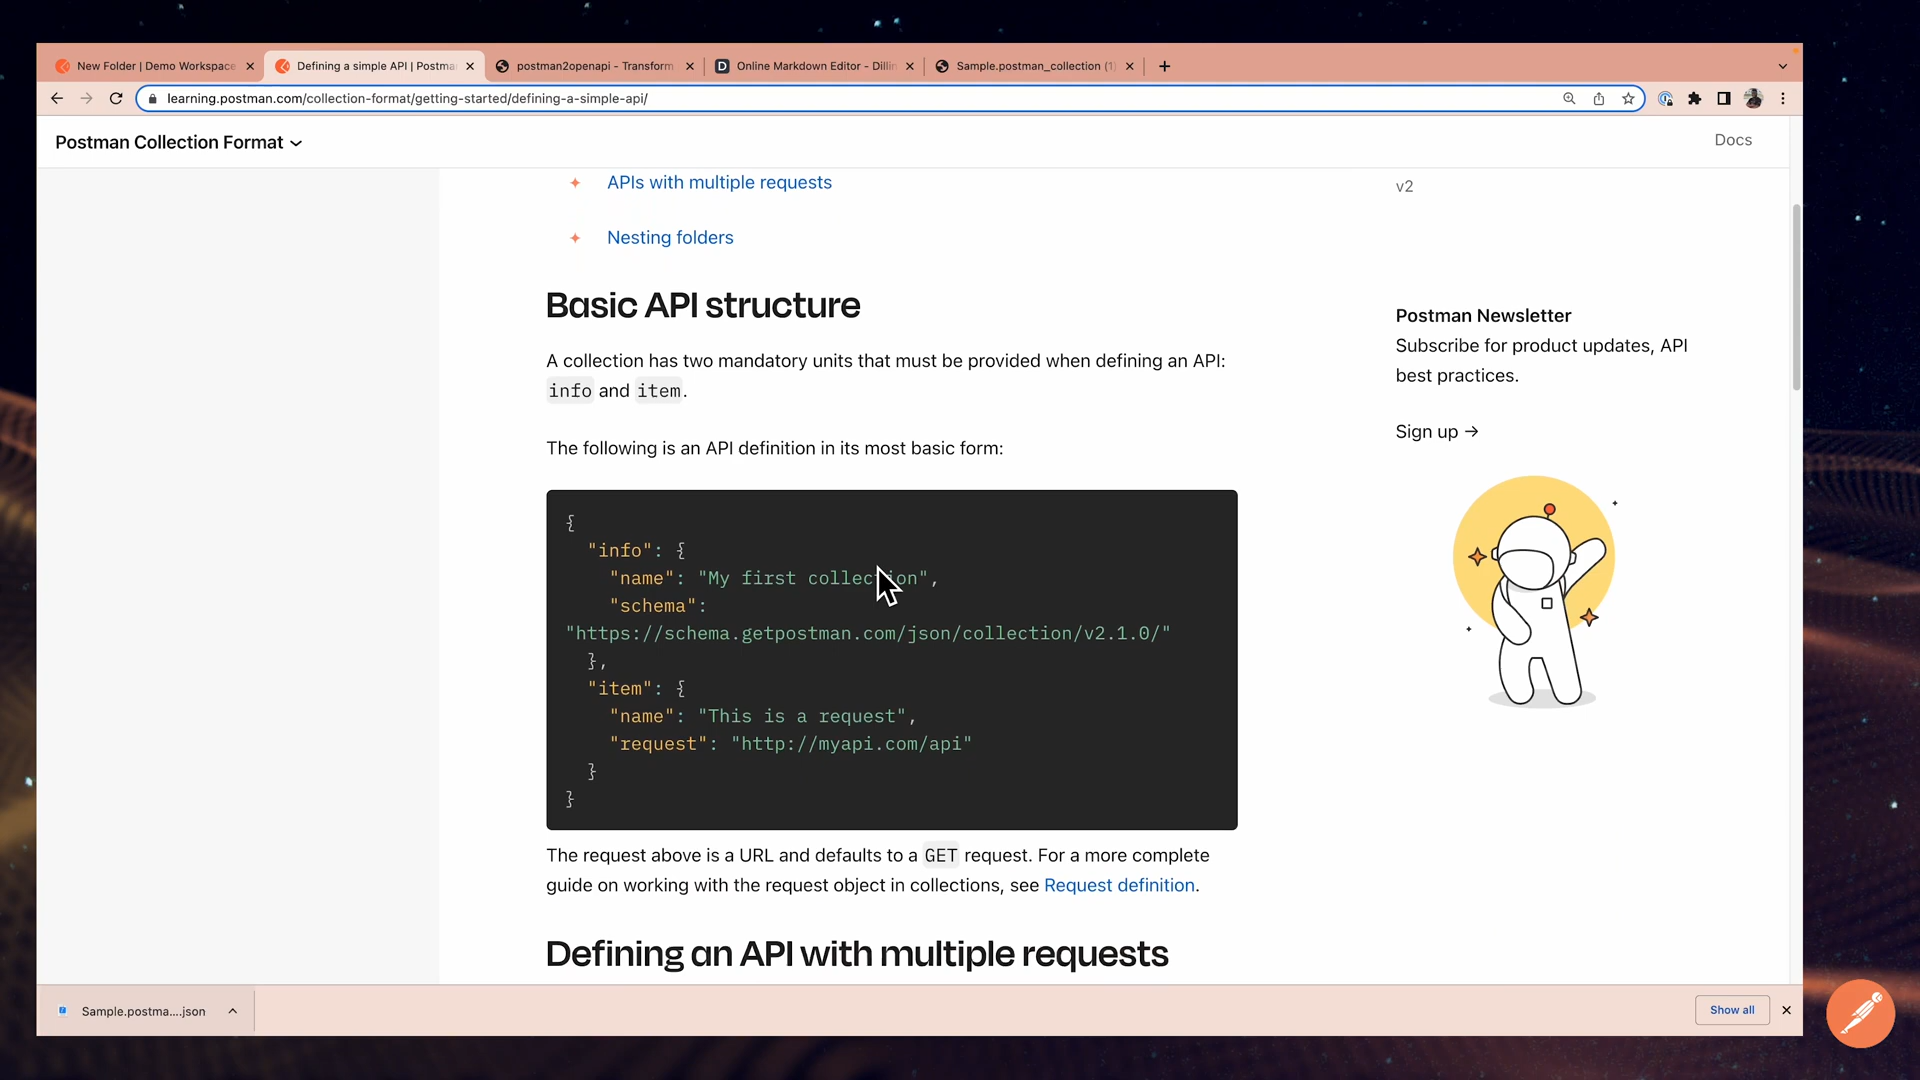 New Folder | Demo Workspace
Defining a simple API | Postma
postman2openapi - Transform
Online Markdown Editor - Dillin
Sample.postman_collection (1)
learning.postman.com/collection-format/getting-started/defining-a-simple-api/
Postman Collection Format
Docs
APIs with multiple requests
v2
Nesting folders
Basic API structure
A collection has two mandatory units that must be provided when defining an API:
info and item.
The following is an API definition in its most basic form:
{
"info": {
"name": "My first collection",
"schema":
"https://schema.getpostman.com/json/collection/v2.1.0/"
},
"item": {
"name": "This is a request",
"request": "http://myapi.com/api"
}
}
The request above is a URL and defaults to a GET request. For a more complete
guide on working with the request object in collections, see Request definition.
Defining an API with multiple requests
Postman Newsletter
Subscribe for product updates, API
best practices.
Sign up →
Sample.postma....json
Show all